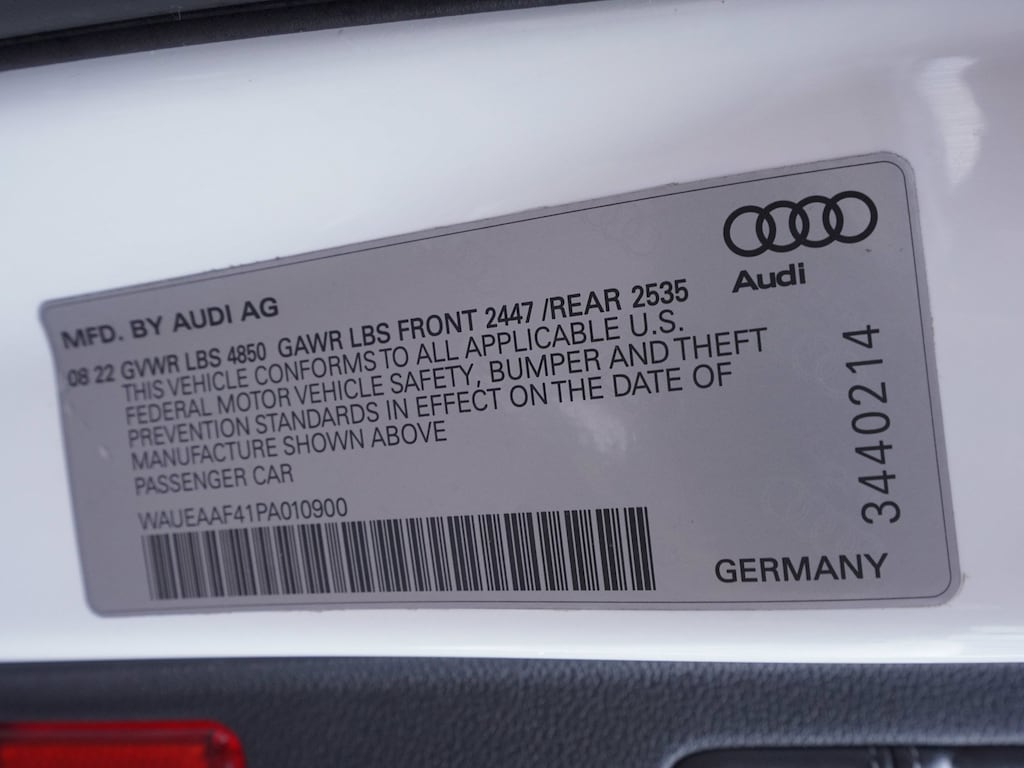 Audi
MFD. BY AUDI AG
08 22 GVWR LBS 4850 GAWR LBS FRONT 2447 /REAR 2535
THIS VEHICLE CONFORMS TO ALL APPLICABLE U.S.
FEDERAL MOTOR VEHICLE SAFETY, BUMPER AND THEFT
PREVENTION STANDARDS IN EFFECT ON THE DATE OF
MANUFACTURE SHOWN ABOVE
PASSENGER CAR
WAUEAAF41PA010900
GERMANY
3440214